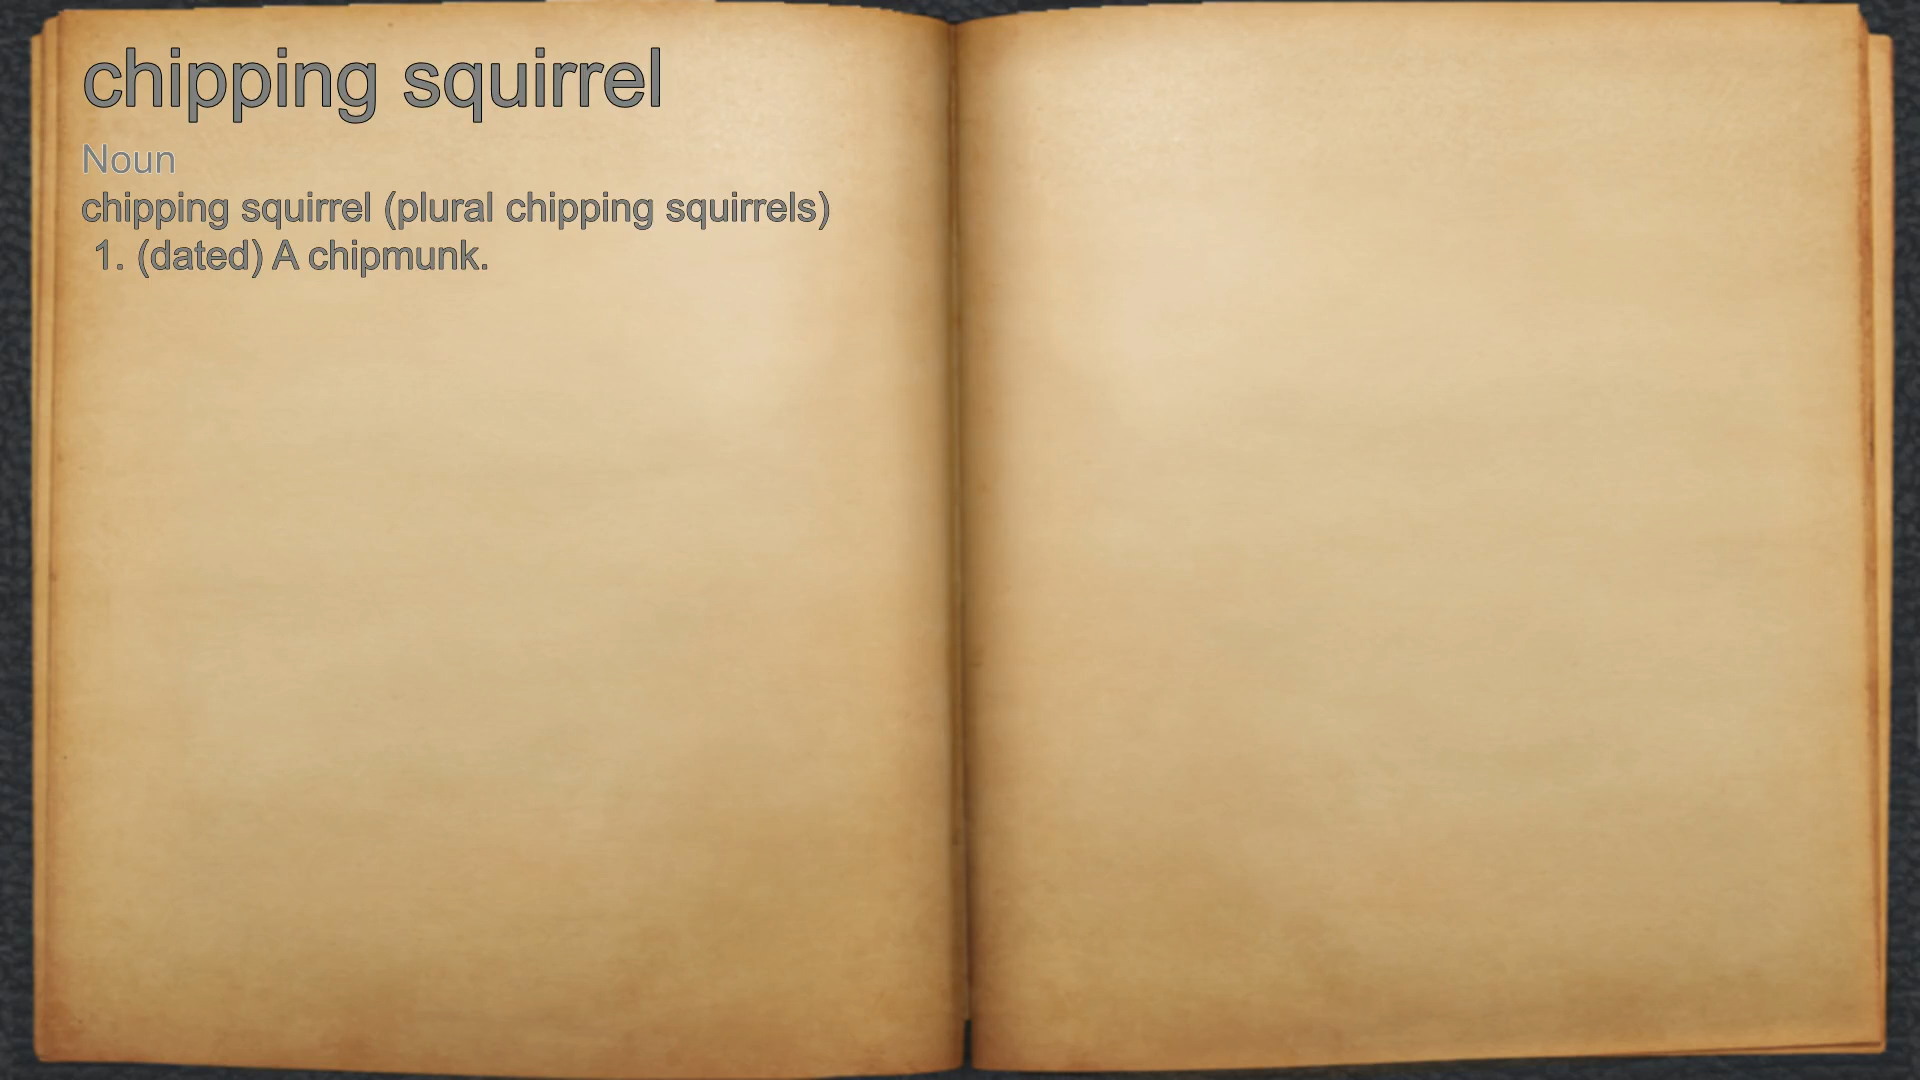 chipping squirrel
Noun
chipping squirrel (plural chipping squirrels)
1. (dated) A chipmunk.